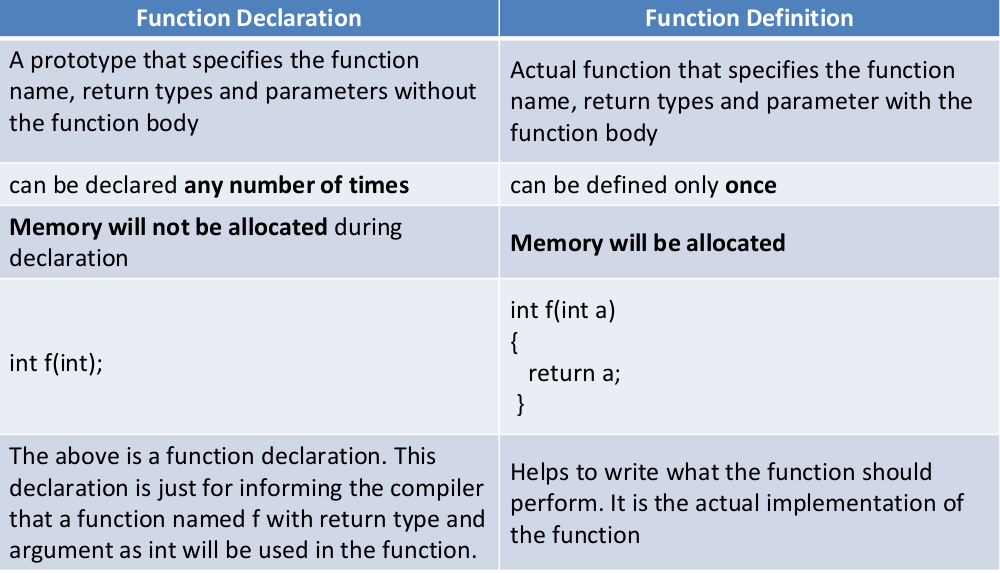 Function Declaration
Function Definition
A prototype that specifies the function
name, return types and parameters without
the function body
Actual function that specifies the function
name, return types and parameter with the
function body
can be declared any number of times
can be defined only once
Memory will not be allocated during
declaration
Memory will be allocated
int f(int);
int f(int a)
{
return a;
}
The above is a function declaration. This
declaration is just for informing the compiler
that a function named f with return type and
argument as int will be used in the function.
Helps to write what the function should
perform. It is the actual implementation of
the function